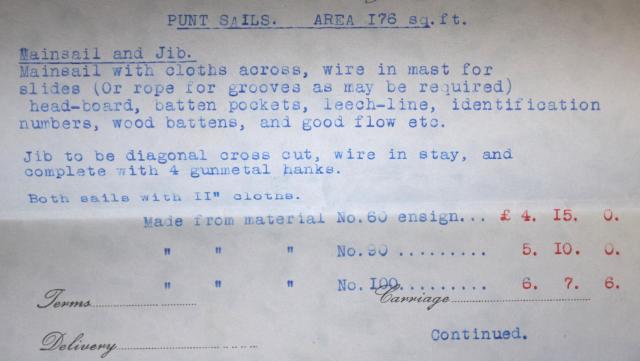 PUNT SAILS. AREA I76 sq.ft.
Mainsail and Jib.
Mainsail with cloths across, wire in mast for
slides (Or rope for grooves as may be required)
head-board, batten pockets, leech-line, identification
numbers, wood battens, and good flow etc.
Jib to be diagonal cross cut, wire in stay, and
complete with 4 gunmetal hanks.
Both sails with II" cloths.
Made from material No.60 ensign... £ 4. 15. 0.
" " " No.90 ......... 5. IO. 0.
" " " No.I00......... 6. 7. 6.
Terms
Carriage
Delivery
Continued.